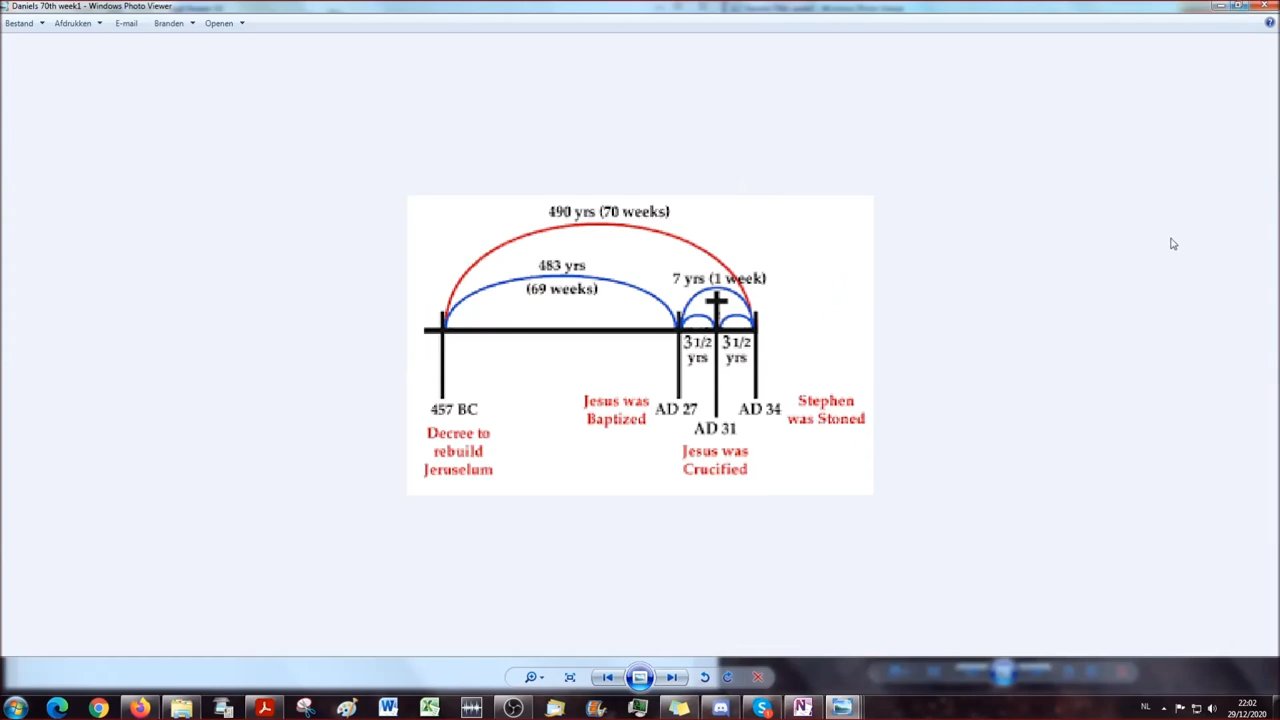 Daniels 70th week1 - Windows Photo Viewer
Bestand Afdrukken E-mail Branden Openen
490 yrs (70 weeks)
483 yrs
(69 weeks)
7 yrs (1 week)
3 1/2 yrs
3 1/2 yrs
457 BC
Decree to
rebuild
Jeruselum
Jesus was
Baptized
AD 27
AD 31
Jesus was
Crucified
AD 34
Stephen
was Stoned
NL
22:02
29/12/2020